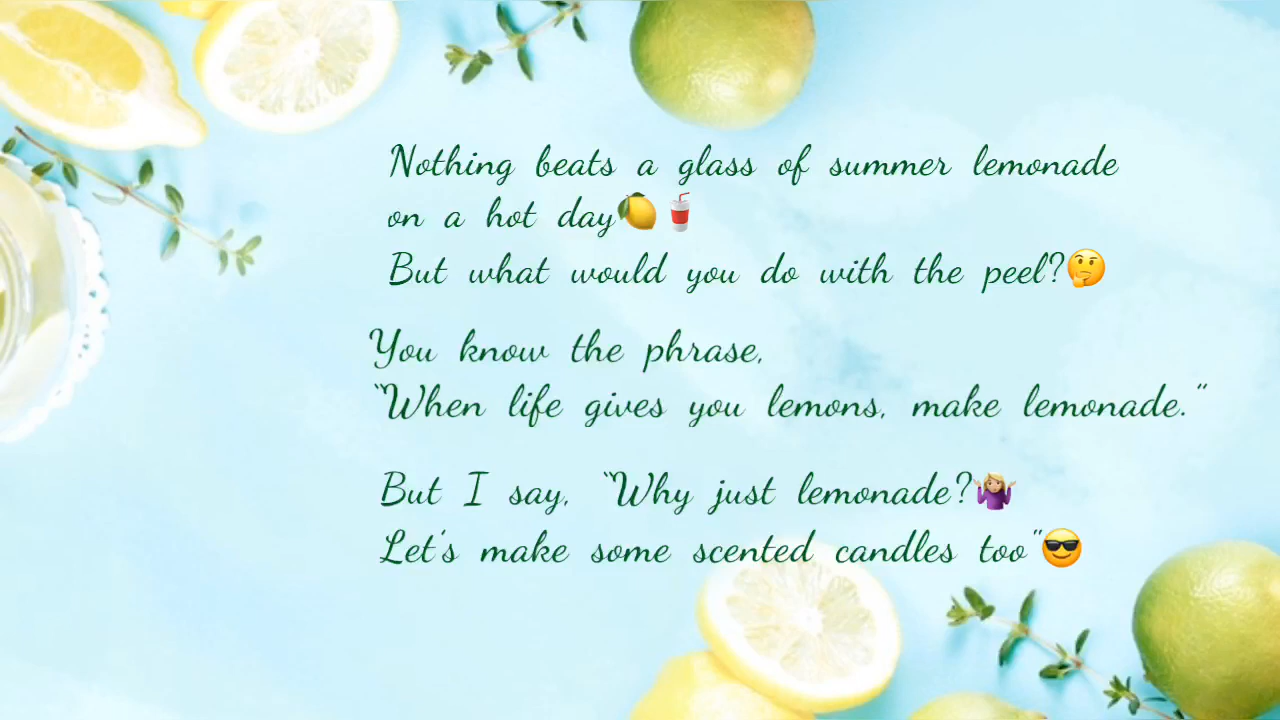 Nothing beats a glass of summer lemonade
on a hot day🍋🥤
But what would you do with the peel?🤔
You know the phrase,
“When life gives you lemons, make lemonade.”
But I say, “Why just lemonade?🤷🏼‍♀️
Let's make some scented candles too”😎